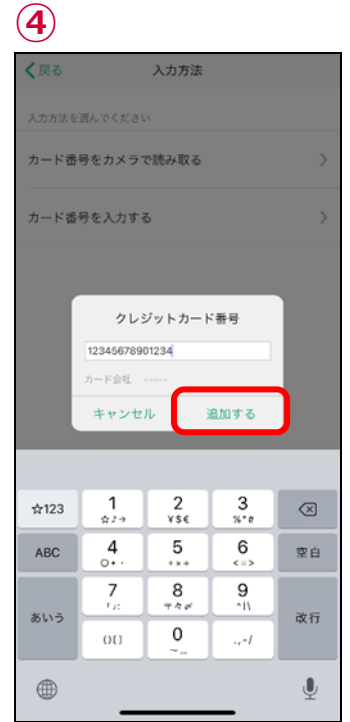 ④
戻る 入力方法
入力方法を選んでください
カード番号をカメラで読み取る
カード番号を入力する
クレジットカード番号
12345678901234
カード会社 -----
キャンセル 追加する
☆123 1 2 3
☆♪→ ¥$€ %°#
ABC 4 5 6 空白
○*・ +×÷ <=>
あいう 7 8 9 改行
「」: 〒々〆 ^|\
()[] 0 .,-/
〜…